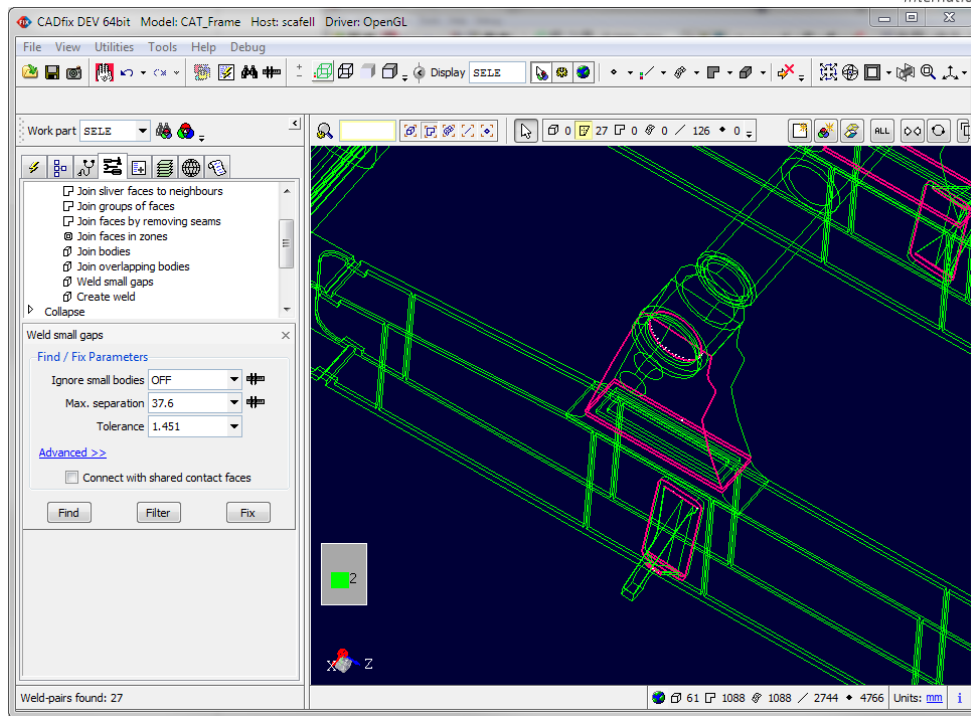 Internation
CADfix DEV 64bit Model: CAT_Frame Host: scafell Driver: OpenGL
File View Utilities Tools Help Debug
Display SELE
Work part SELE
0 27 0 0 126 0
ALL
Join sliver faces to neighbours
Join groups of faces
Join faces by removing seams
Join faces in zones
Join bodies
Join overlapping bodies
Weld small gaps
Create weld
Collapse
Weld small gaps
Find / Fix Parameters
Ignore small bodies OFF
Max. separation 37.6
Tolerance 1.451
Advanced >>
Connect with shared contact faces
Find Filter Fix
2
X Z
Weld-pairs found: 27
61 1088 1088 2744 4766 Units: mm i